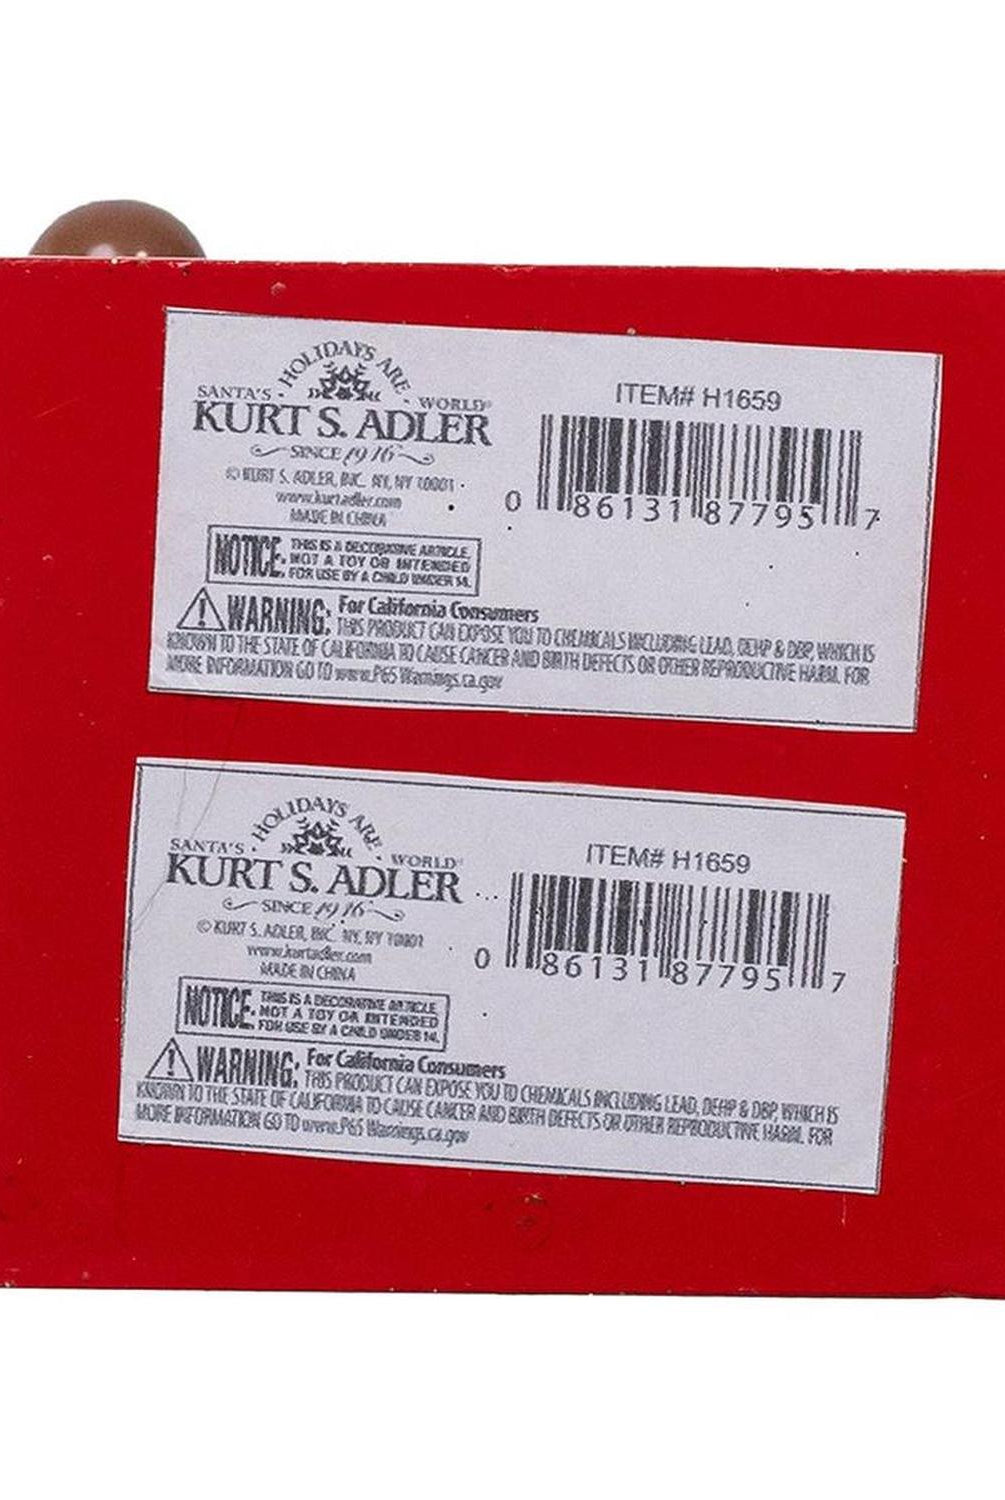 HOLIDAYS ARE
SANTA'S · · WORLD®
KURT S. ADLER
SINCE 1946
© KURT S. ADLER, INC. NY, NY 10001
www.kurtadler.com
MADE IN CHINA
NOTICE: THIS IS A DECORATIVE ARTICLE,
NOT A TOY OR INTENDED
FOR USE BY A CHILD UNDER 14.
ITEM# H1659
0 86131 87795 7
WARNING: For California Consumers
THIS PRODUCT CAN EXPOSE YOU TO CHEMICALS INCLUDING LEAD, DEHP & DBP, WHICH IS
KNOWN TO THE STATE OF CALIFORNIA TO CAUSE CANCER AND BIRTH DEFECTS OR OTHER REPRODUCTIVE HARM. FOR
MORE INFORMATION GO TO www.P65 Warnings.ca.gov
HOLIDAYS ARE
SANTA'S · · WORLD®
KURT S. ADLER
SINCE 1946
© KURT S. ADLER, INC. NY, NY 10001
www.kurtadler.com
MADE IN CHINA
NOTICE: THIS IS A DECORATIVE ARTICLE,
NOT A TOY OR INTENDED
FOR USE BY A CHILD UNDER 14.
ITEM# H1659
0 86131 87795 7
WARNING: For California Consumers
THIS PRODUCT CAN EXPOSE YOU TO CHEMICALS INCLUDING LEAD, DEHP & DBP, WHICH IS
KNOWN TO THE STATE OF CALIFORNIA TO CAUSE CANCER AND BIRTH DEFECTS OR OTHER REPRODUCTIVE HARM. FOR
MORE INFORMATION GO TO www.P65 Warnings.ca.gov